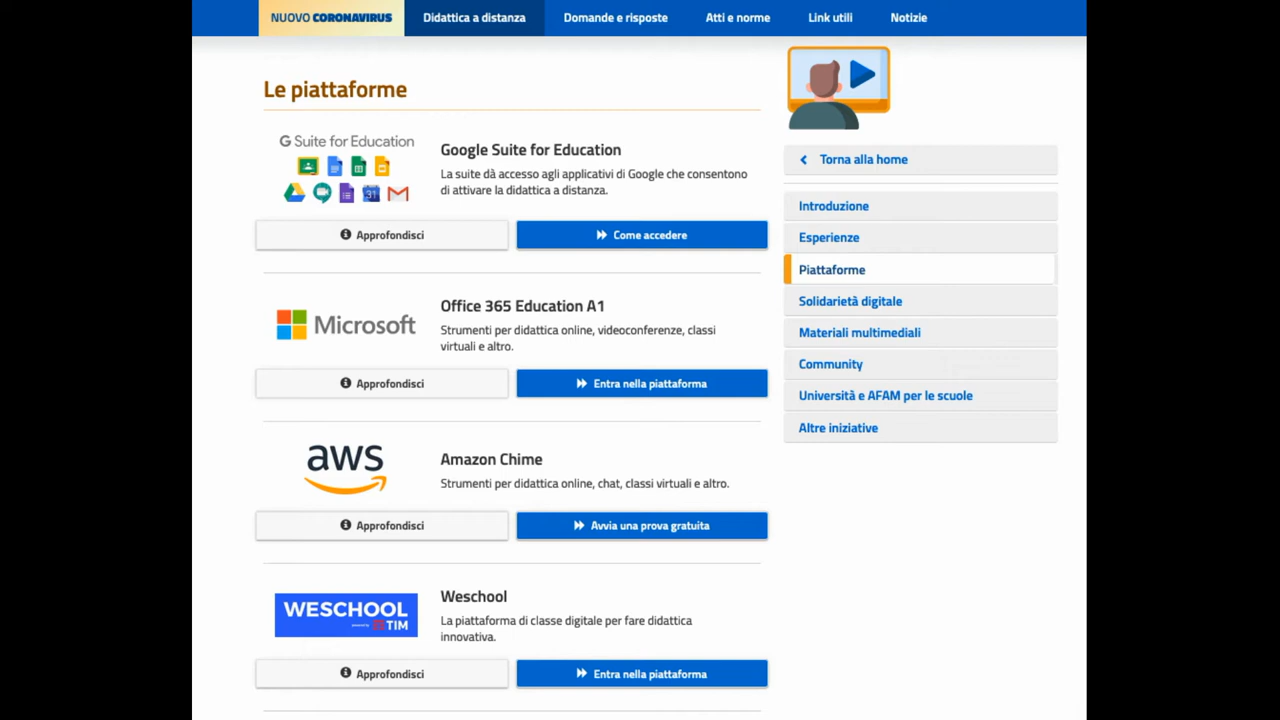 NUOVO CORONAVIRUS
Didattica a distanza
Domande e risposte
Atti e norme
Link utili
Notizie
Le piattaforme
G Suite for Education
31
Google Suite for Education
La suite dà accesso agli applicativi di Google che consentono
di attivare la didattica a distanza.
Approfondisci
Come accedere
Microsoft
Office 365 Education A1
Strumenti per didattica online, videoconferenze, classi
virtuali e altro.
Approfondisci
Entra nella piattaforma
aws
Amazon Chime
Strumenti per didattica online, chat, classi virtuali e altro.
Approfondisci
Avvia una prova gratuita
WESCHOOL
powered by TIM
Weschool
La piattaforma di classe digitale per fare didattica
innovativa.
Approfondisci
Entra nella piattaforma
Torna alla home
Introduzione
Esperienze
Piattaforme
Solidarietà digitale
Materiali multimediali
Community
Università e AFAM per le scuole
Altre iniziative